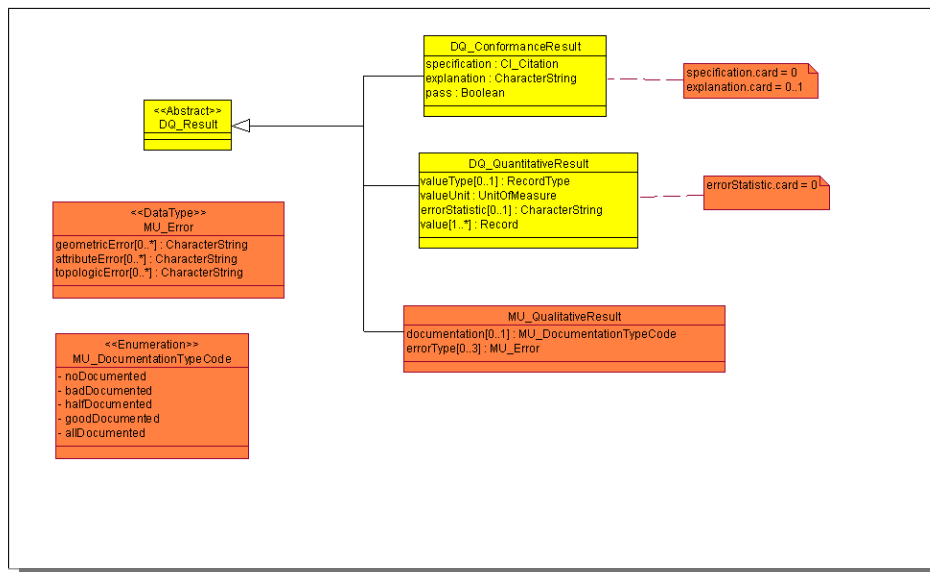 DQ_ConformanceResult
specification : CI_Citation
explanation : CharacterString
pass : Boolean
specification.card = 0
explanation.card = 0..1
<<Abstract>>
DQ_Result
DQ_QuantitativeResult
valueType[0..1] : RecordType
valueUnit : UnitOfMeasure
errorStatistic[0..1] : CharacterString
value[1..*] : Record
errorStatistic.card = 0
<<DataType>>
MU_Error
geometricError[0..*] : CharacterString
attributeError[0..*] : CharacterString
topologicError[0..*] : CharacterString
MU_QualitativeResult
documentation[0..1] : MU_DocumentationTypeCode
errorType[0..3] : MU_Error
<<Enumeration>>
MU_DocumentationTypeCode
- noDocumented
- badDocumented
- halfDocumented
- goodDocumented
- allDocumented